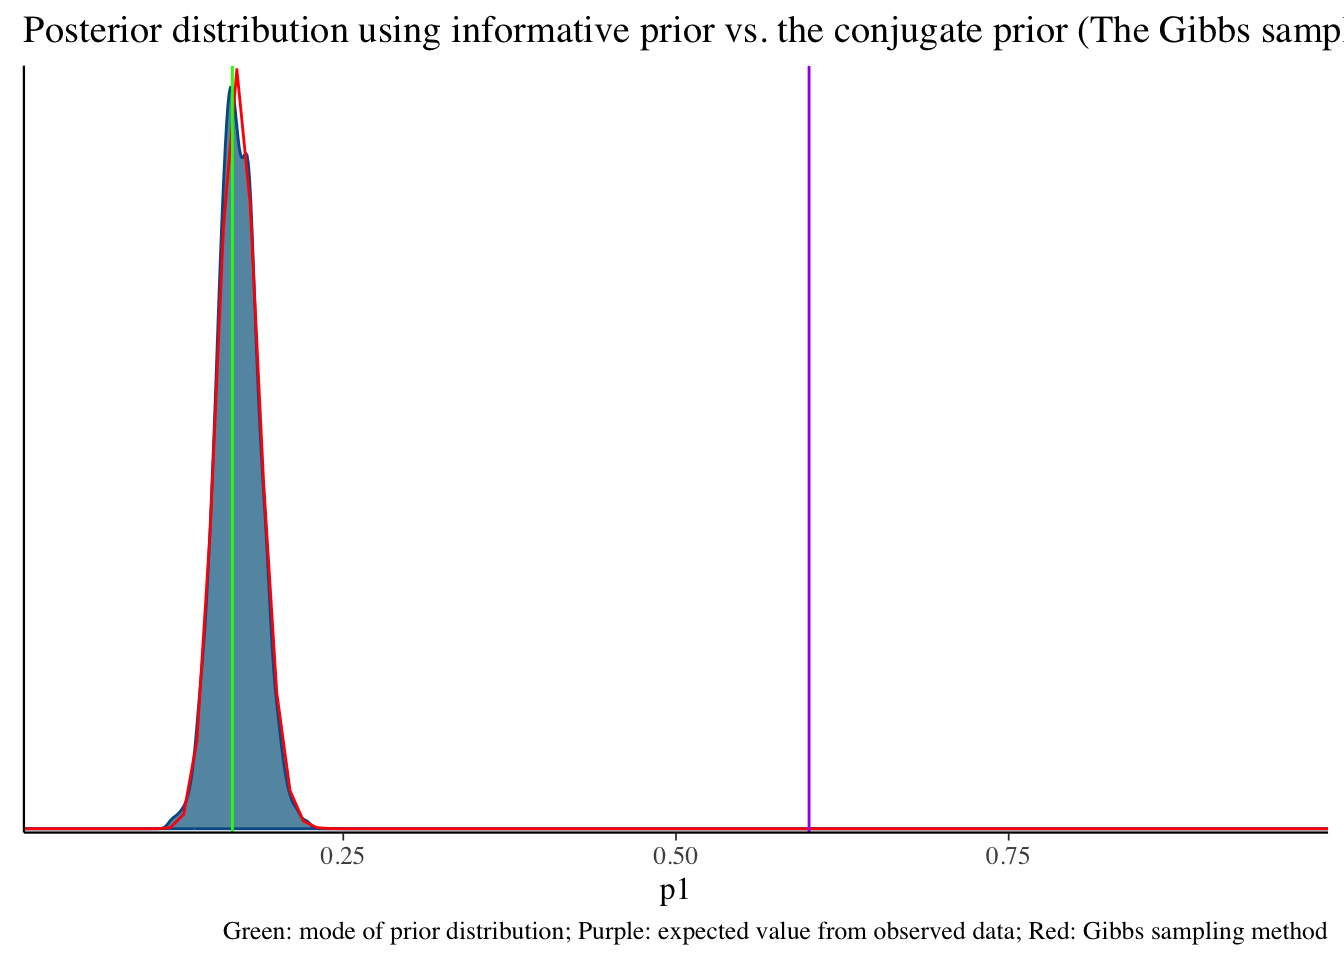 Posterior distribution using informative prior vs. the conjugate prior (The Gibbs samp
0.25 0.50 0.75
p1
Green: mode of prior distribution; Purple: expected value from observed data; Red: Gibbs sampling method